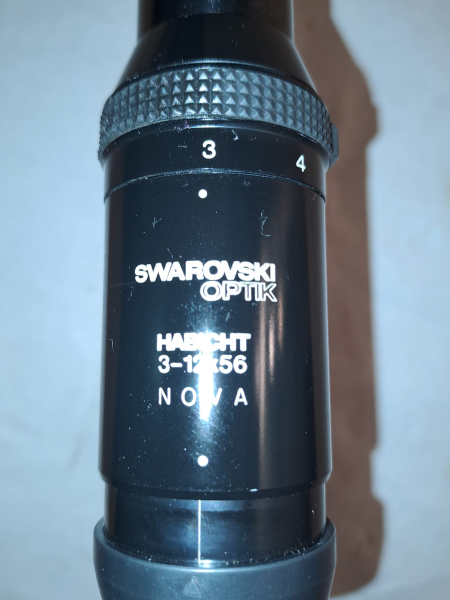 3 4
SWAROVSKI
OPTIK
HABICHT
3-12x56
NOVA